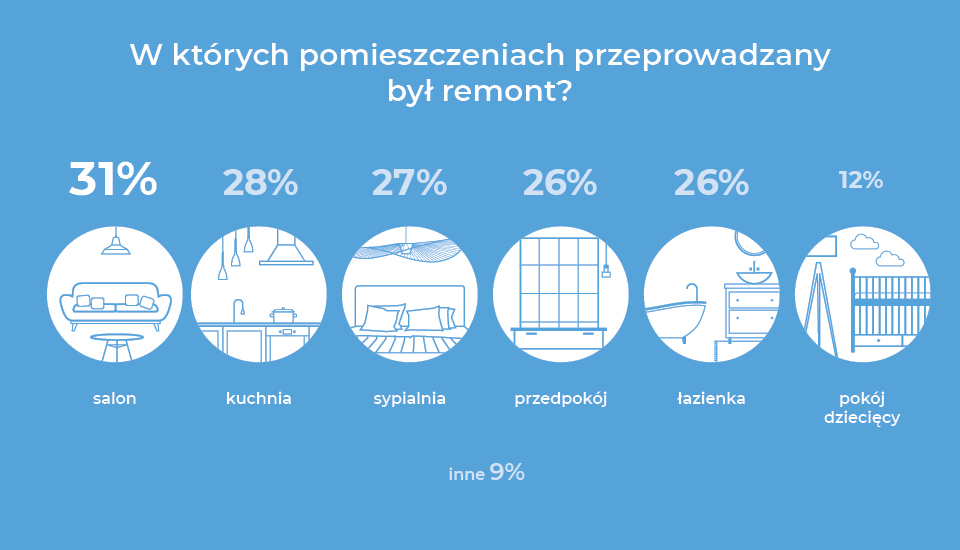 W których pomieszczeniach przeprowadzany
był remont?
31% 28% 27% 26% 26% 12%
salon kuchnia sypialnia przedpokój łazienka pokój
dziecięcy
inne 9%